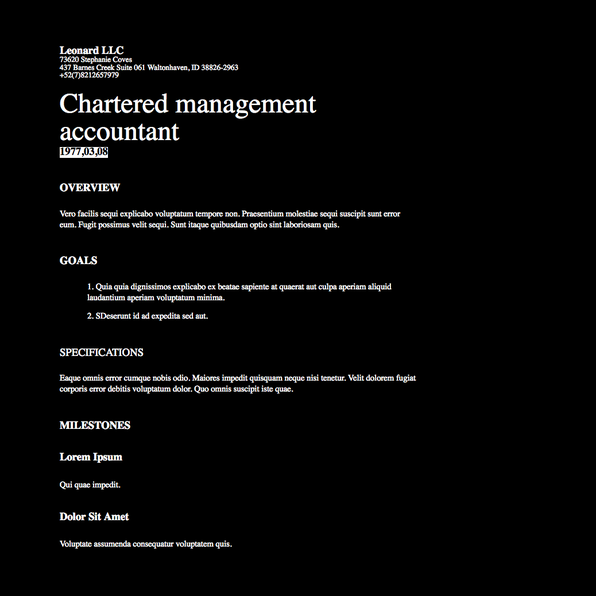 Leonard LLC
73620 Stephanie Coves
437 Barnes Creek Suite 061 Waltonhaven, ID 38826-2963
+52(7)8212657979
Chartered management
accountant
1977,03,08
OVERVIEW
Vero facilis sequi explicabo voluptatum tempore non. Praesentium molestiae sequi suscipit sunt error
eum. Fugit possimus velit sequi. Sunt itaque quibusdam optio sint laboriosam quis.
GOALS
1. Quia quia dignissimos explicabo ex beatae sapiente at quaerat aut culpa aperiam aliquid
laudantium aperiam voluptatum minima.
2. SDeserunt id ad expedita sed aut.
SPECIFICATIONS
Eaque omnis error cumque nobis odio. Maiores impedit quisquam neque nisi tenetur. Velit dolorem fugiat
corporis error debitis voluptatum dolor. Quo omnis suscipit iste quae.
MILESTONES
Lorem Ipsum
Qui quae impedit.
Dolor Sit Amet
Voluptate assumenda consequatur voluptatem quis.